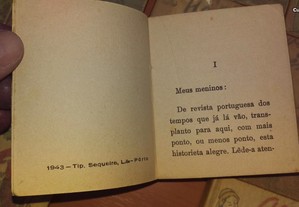 1943 — Tip. Sequeira, L.da — Pôrto
I
Meus meninos:
De revista portuguesa dos
tempos que já lá vão, trans-
planto para aqui, com mais
ponto, ou menos ponto, esta
historieta alegre. Lêde-a aten-